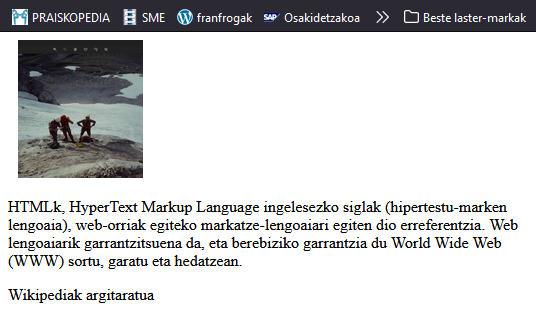 PRAISKOPEDIA SME franfrogak SAP Osakidetzakoa Beste laster-markak
HTMLk, HyperText Markup Language ingelesezko siglak (hipertestu-marken
lengoaia), web-orriak egiteko markatze-lengoaiari egiten dio erreferentzia. Web
lengoaiarik garrantzitsuena da, eta berebiziko garrantzia du World Wide Web
(WWW) sortu, garatu eta hedatzean.
Wikipediak argitaratua